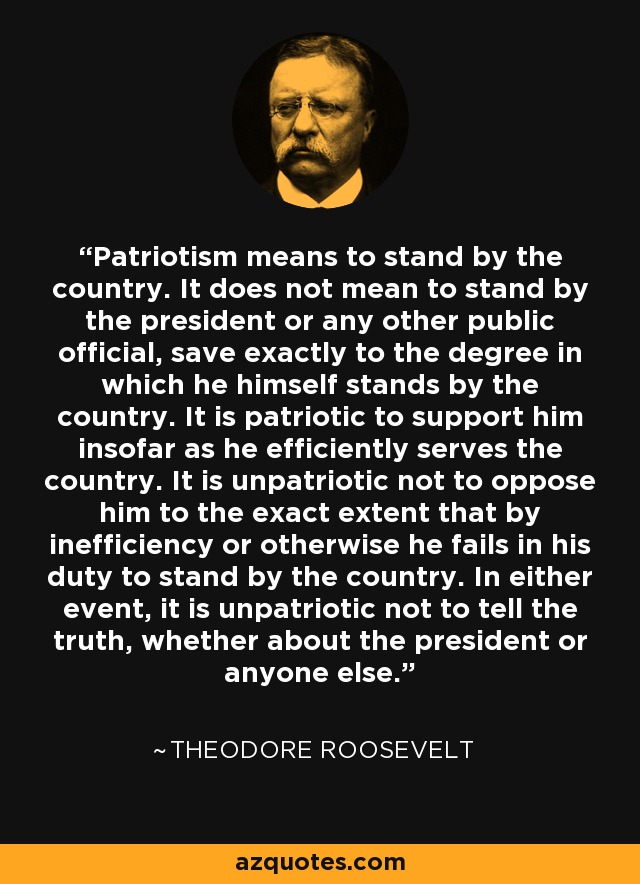 “Patriotism means to stand by the
country. It does not mean to stand by
the president or any other public
official, save exactly to the degree in
which he himself stands by the
country. It is patriotic to support him
insofar as he efficiently serves the
country. It is unpatriotic not to oppose
him to the exact extent that by
inefficiency or otherwise he fails in his
duty to stand by the country. In either
event, it is unpatriotic not to tell the
truth, whether about the president or
anyone else.”
~THEODORE ROOSEVELT
azquotes.com